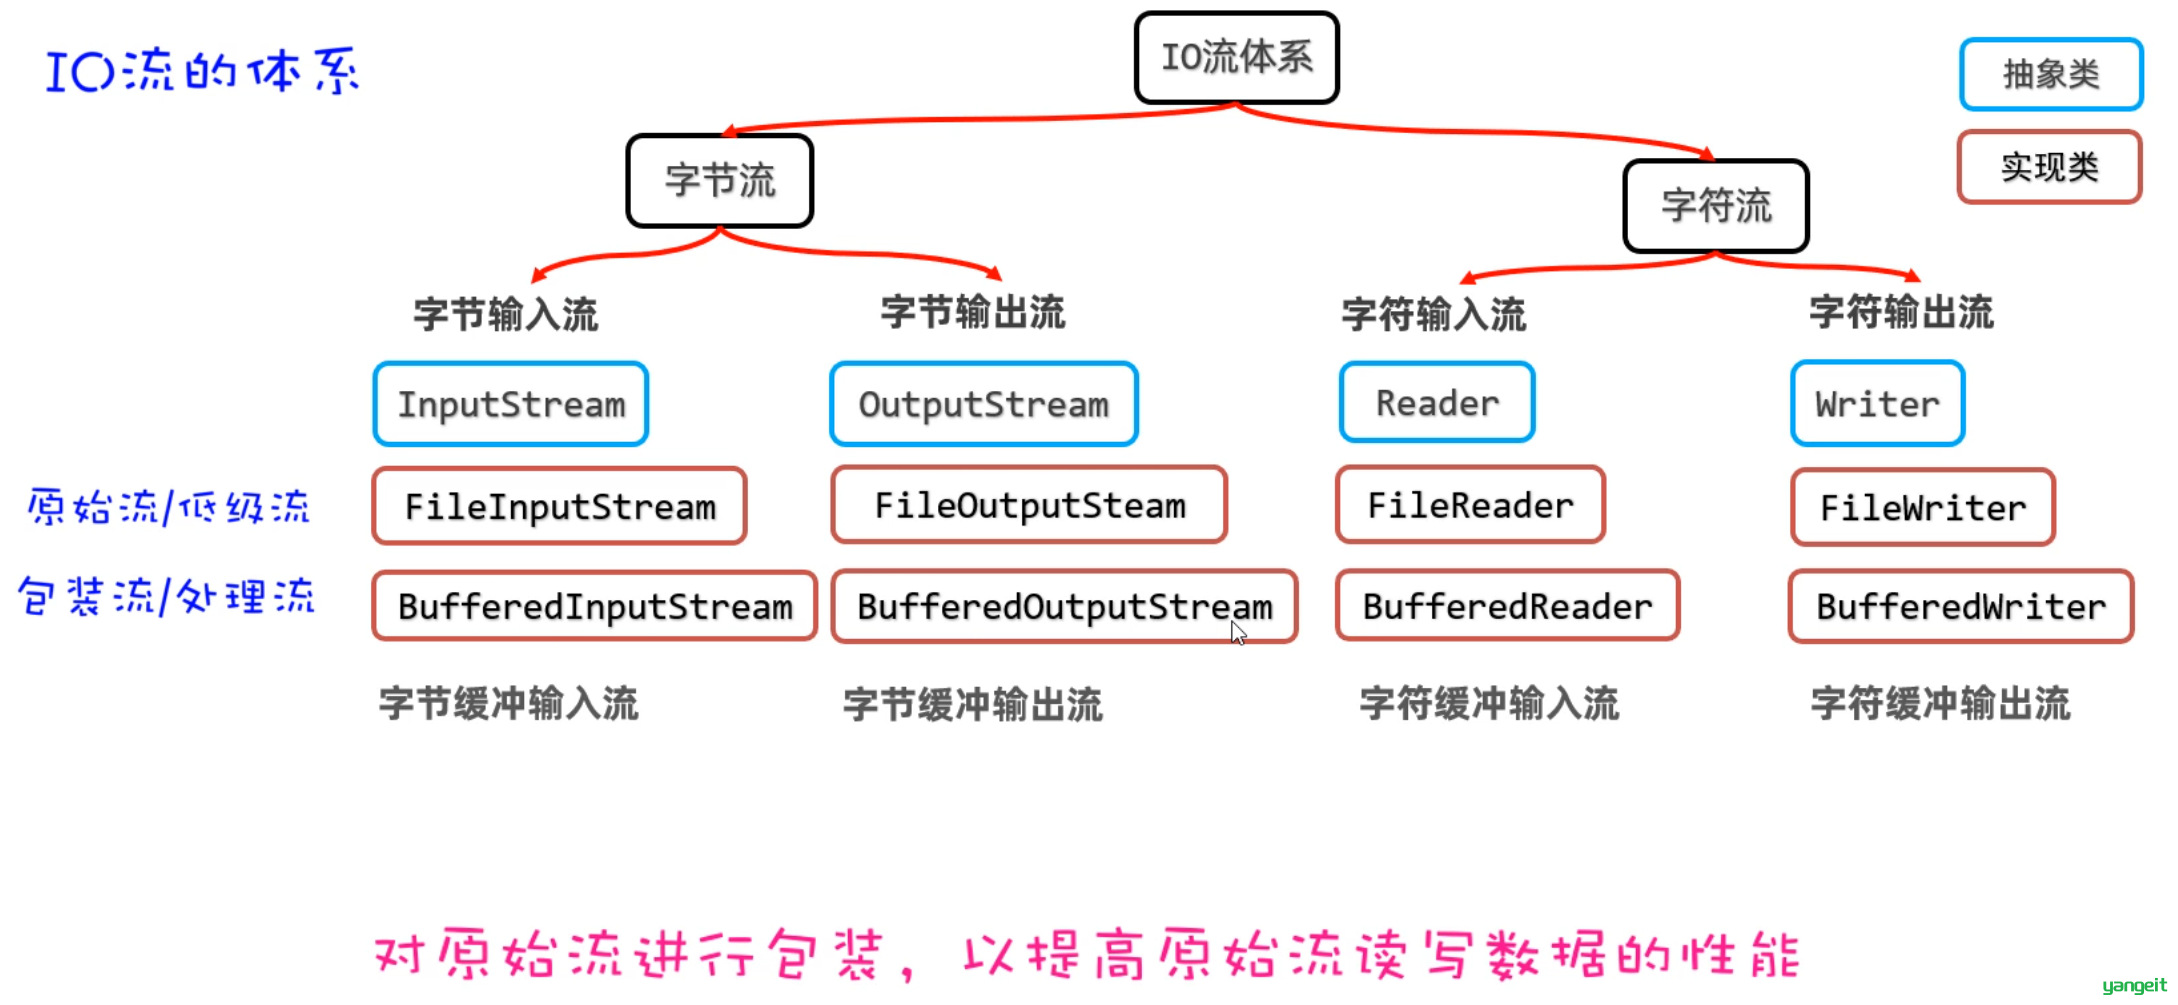 IO流的体系
IO流体系
抽象类
实现类
字节流
字符流
字节输入流
字节输出流
字符输入流
字符输出流
InputStream
OutputStream
Reader
Writer
原始流/低级流
FileInputStream
FileOutputSteam
FileReader
FileWriter
包装流/处理流
BufferedInputStream
BufferedOutputStream
BufferedReader
BufferedWriter
字节缓冲输入流
字节缓冲输出流
字符缓冲输入流
字符缓冲输出流
对原始流进行包装，以提高原始流读写数据的性能
yangeit